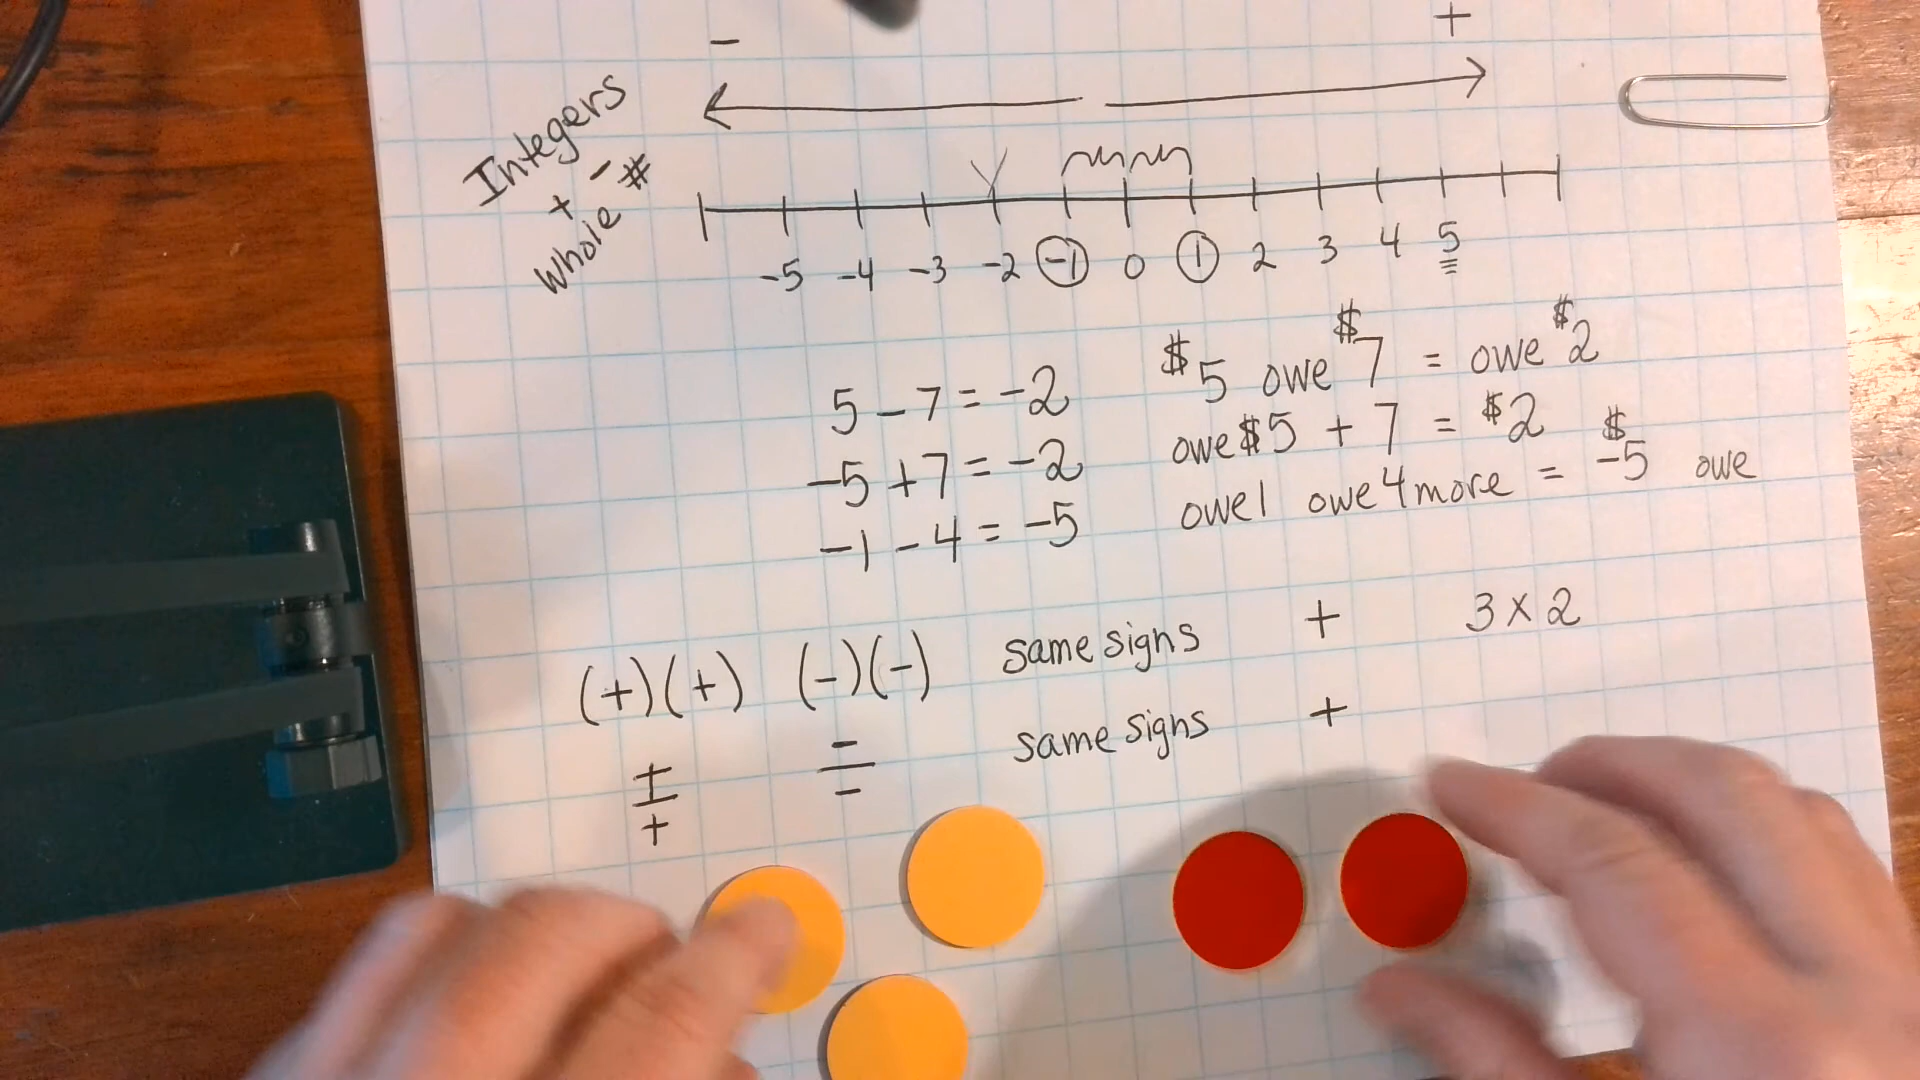 - +
Integers
+ -
Whole #
-5 -4 -3 -2 -1 0 1 2 3 4 5
5 - 7 = -2 $5 owe $7 = owe $2
-5 + 7 = -2 owe $5 + 7 = $2
-1 - 4 = -5 owe 1 owe 4 more = $-5 owe
(+)(+) (-)(-) same signs + 3 x 2
+/+ -/- same signs +